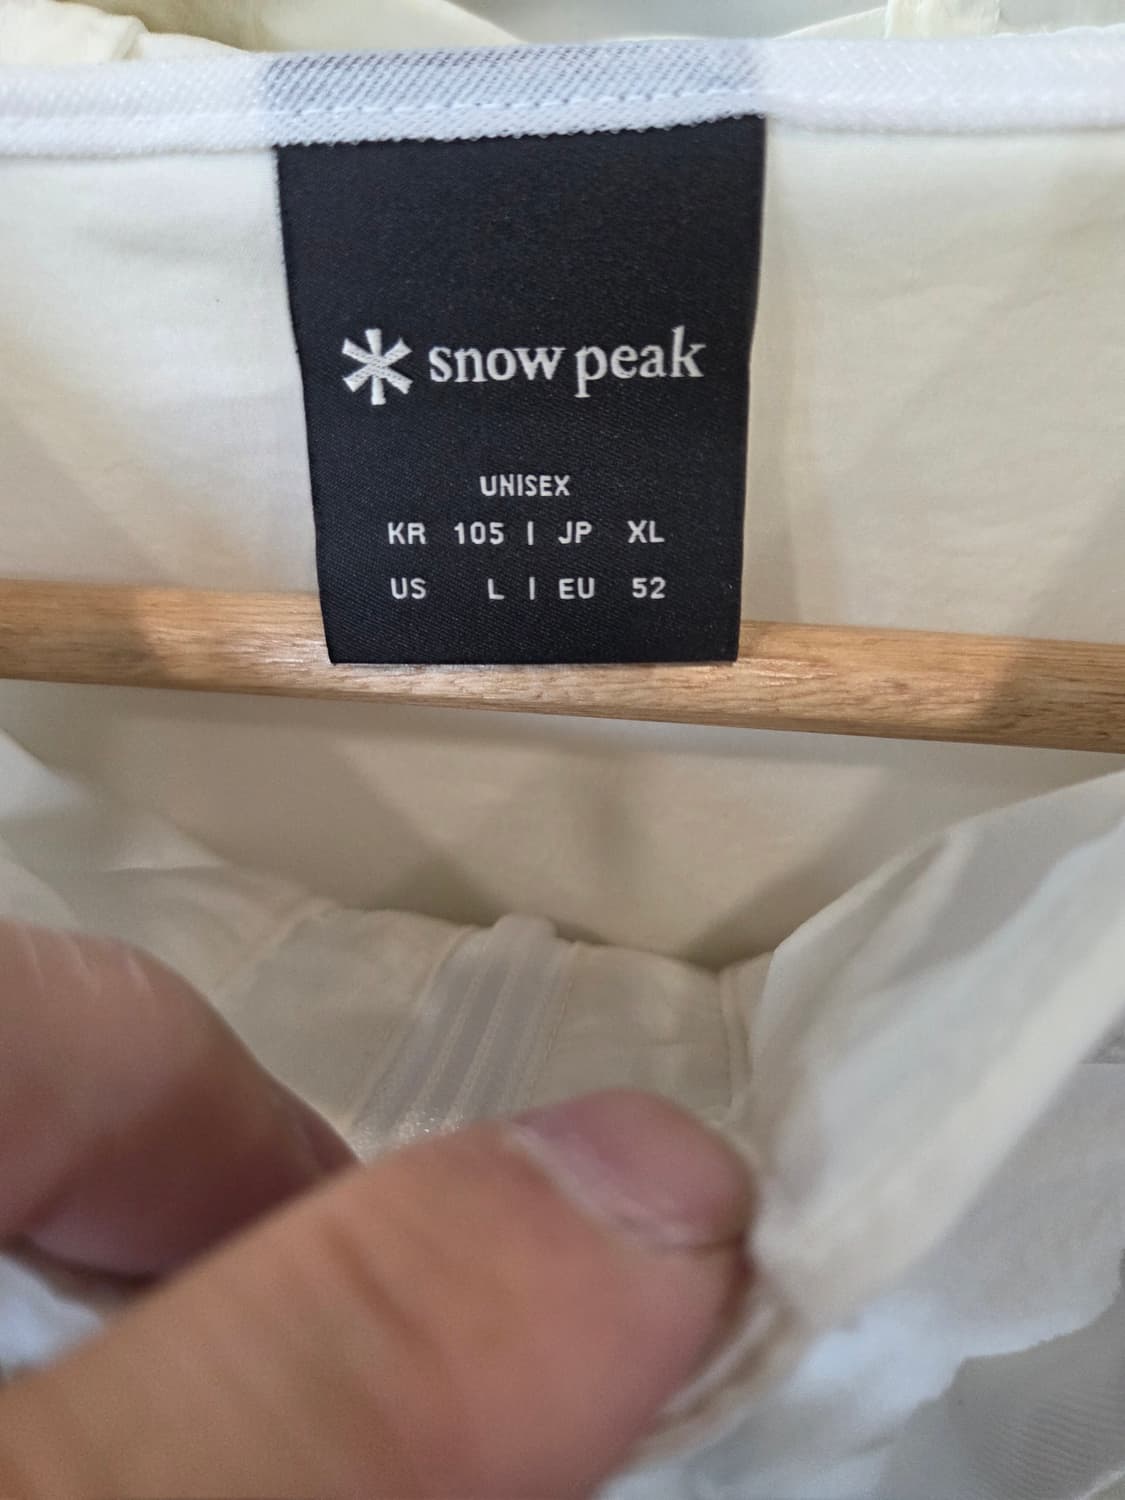 snow peak
UNISEX
KR 105 | JP XL
US L | EU 52